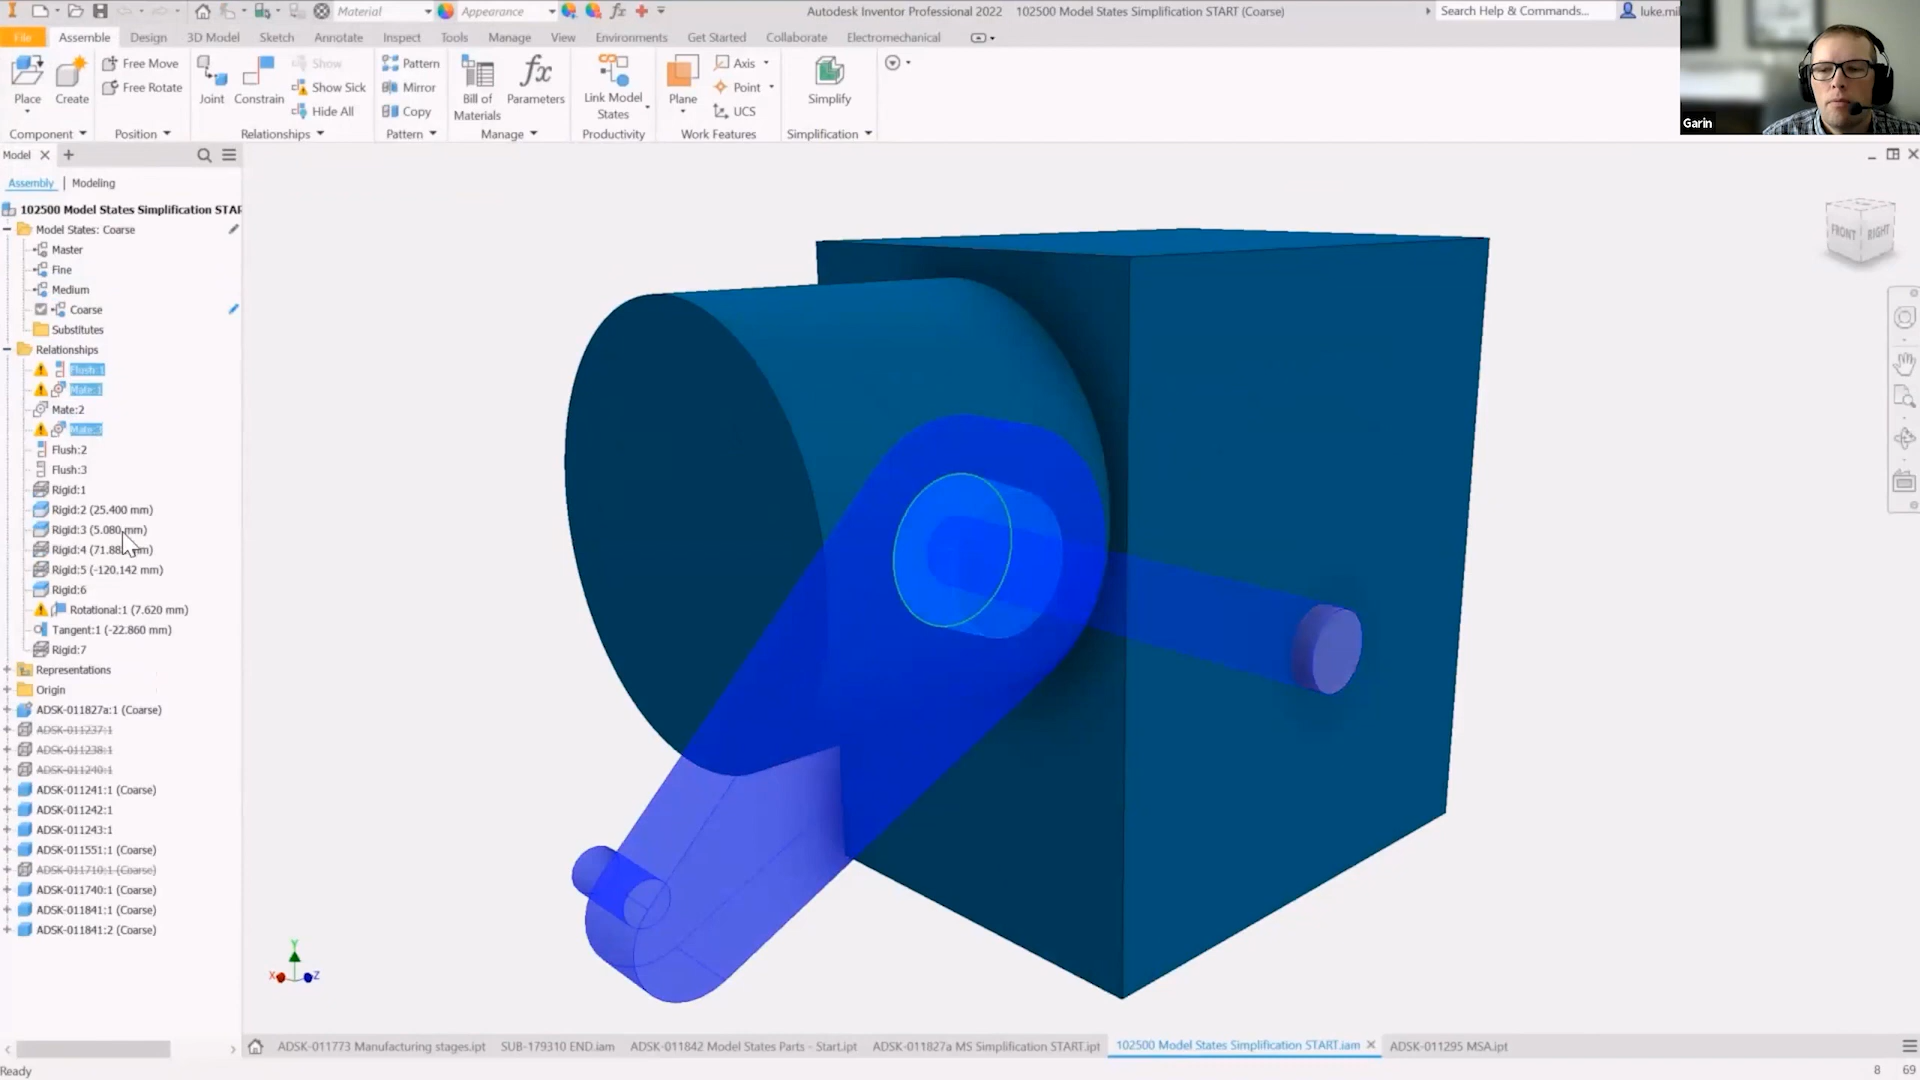 Material
Appearance
fx
Autodesk Inventor Professional 2022 102500 Model States Simplification START (Coarse)
Search Help & Commands...
luke.mil
File Assemble Design 3D Model Sketch Annotate Inspect Tools Manage View Environments Get Started Collaborate Electromechanical
Place
Create
Free Move
Free Rotate
Joint
Constrain
Show
Show Sick
Hide All
Pattern
Mirror
Copy
Bill of
Materials
fx
Parameters
Link Model
States
Plane
Axis
Point
UCS
Simplify
Component Position Relationships Pattern Manage Productivity Work Features Simplification
Garin
Model
Assembly | Modeling
102500 Model States Simplification STAR
Model States: Coarse
Master
Fine
Medium
Coarse
Substitutes
Relationships
Flush:1
Mate:1
Mate:2
Mate:3
Flush:2
Flush:3
Rigid:1
Rigid:2 (25.400 mm)
Rigid:3 (5.080 mm)
Rigid:4 (71.88 mm)
Rigid:5 (-120.142 mm)
Rigid:6
Rotational:1 (7.620 mm)
Tangent:1 (-22.860 mm)
Rigid:7
Representations
Origin
ADSK-011827a:1 (Coarse)
ADSK-011237:1
ADSK-011238:1
ADSK-011240:1
ADSK-011241:1 (Coarse)
ADSK-011242:1
ADSK-011243:1
ADSK-011551:1 (Coarse)
ADSK-011710:1 (Coarse)
ADSK-011740:1 (Coarse)
ADSK-011841:1 (Coarse)
ADSK-011841:2 (Coarse)
FRONT RIGHT
Y
X Z
ADSK-011773 Manufacturing stages.ipt SUB-179310 END.iam ADSK-011842 Model States Parts - Start.ipt ADSK-011827a MS Simplification START.ipt 102500 Model States Simplification START.iam ADSK-011295 MSA.ipt
Ready
8 69